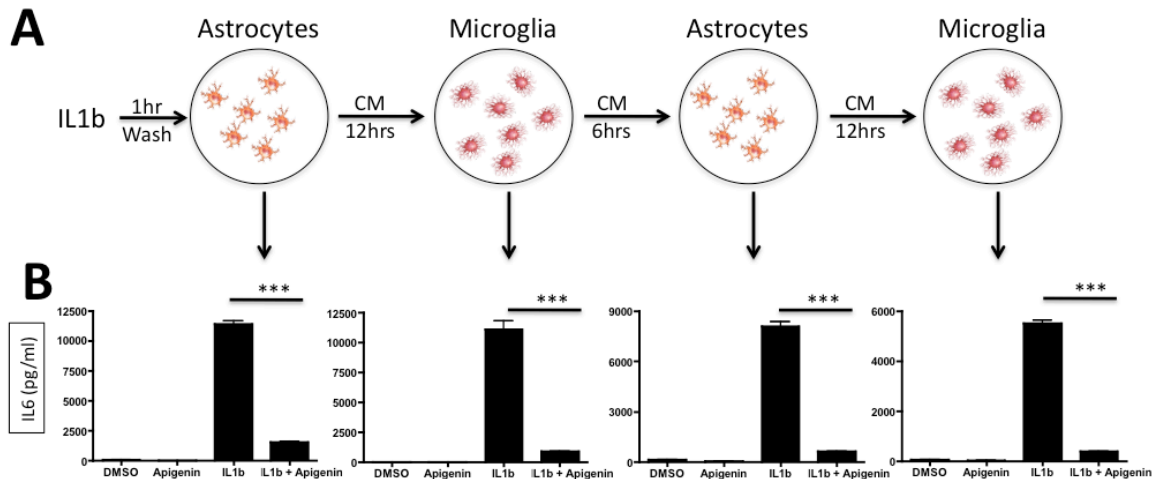 A
Astrocytes
Microglia
Astrocytes
Microglia
IL1b
1hr
Wash
CM
12hrs
CM
6hrs
CM
12hrs
B
IL6 (pg/ml)
***
12500
10000
7500
5000
2500
0
DMSO Apigenin IL1b IL1b + Apigenin
***
12500
10000
7500
5000
2500
0
DMSO Apigenin IL1b IL1b + Apigenin
***
9000
6000
3000
0
DMSO Apigenin IL1b IL1b + Apigenin
***
6000
4000
2000
0
DMSO Apigenin IL1b IL1b + Apigenin